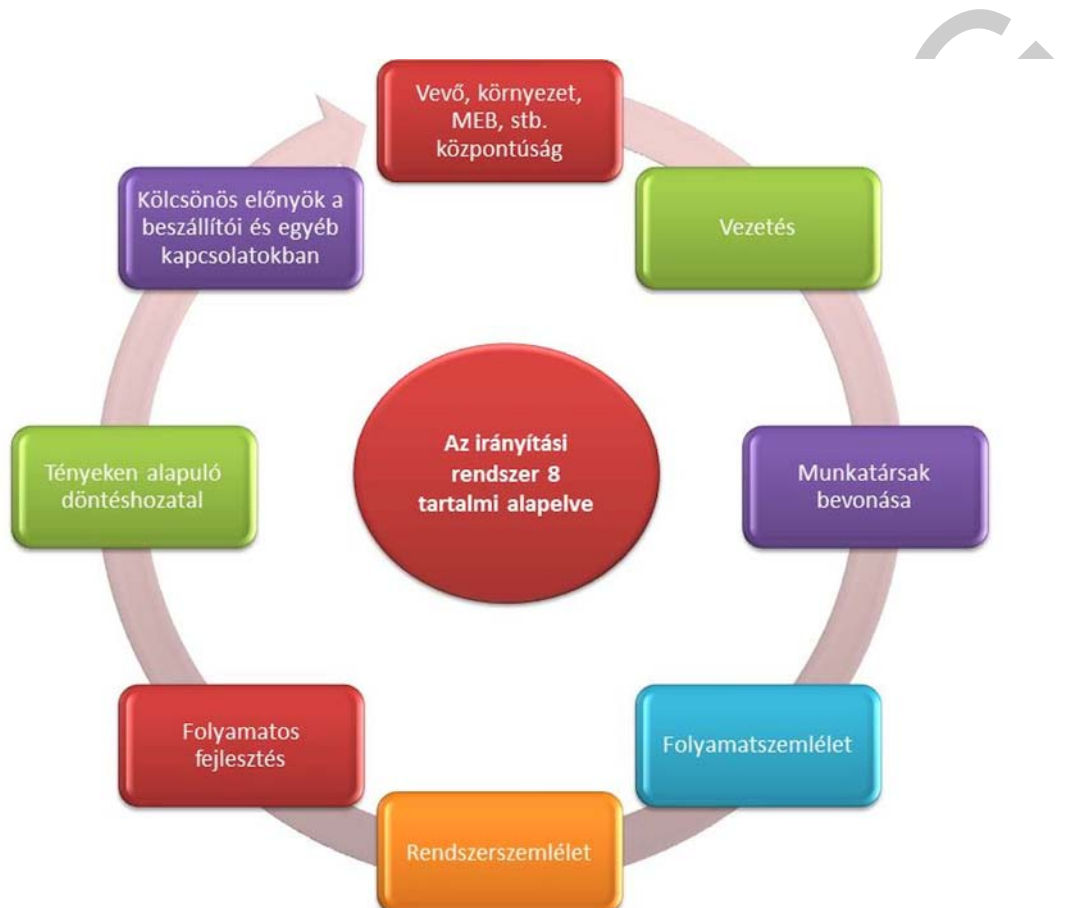 Vevő, környezet,
MEB, stb.
központúság
Vezetés
Munkatársak
bevonása
Folyamatszemlélet
Rendszerszemlélet
Folyamatos
fejlesztés
Tényeken alapuló
döntéshozatal
Kölcsönös előnyök a
beszállítói és egyéb
kapcsolatokban
Az irányítási
rendszer 8
tartalmi alapelve